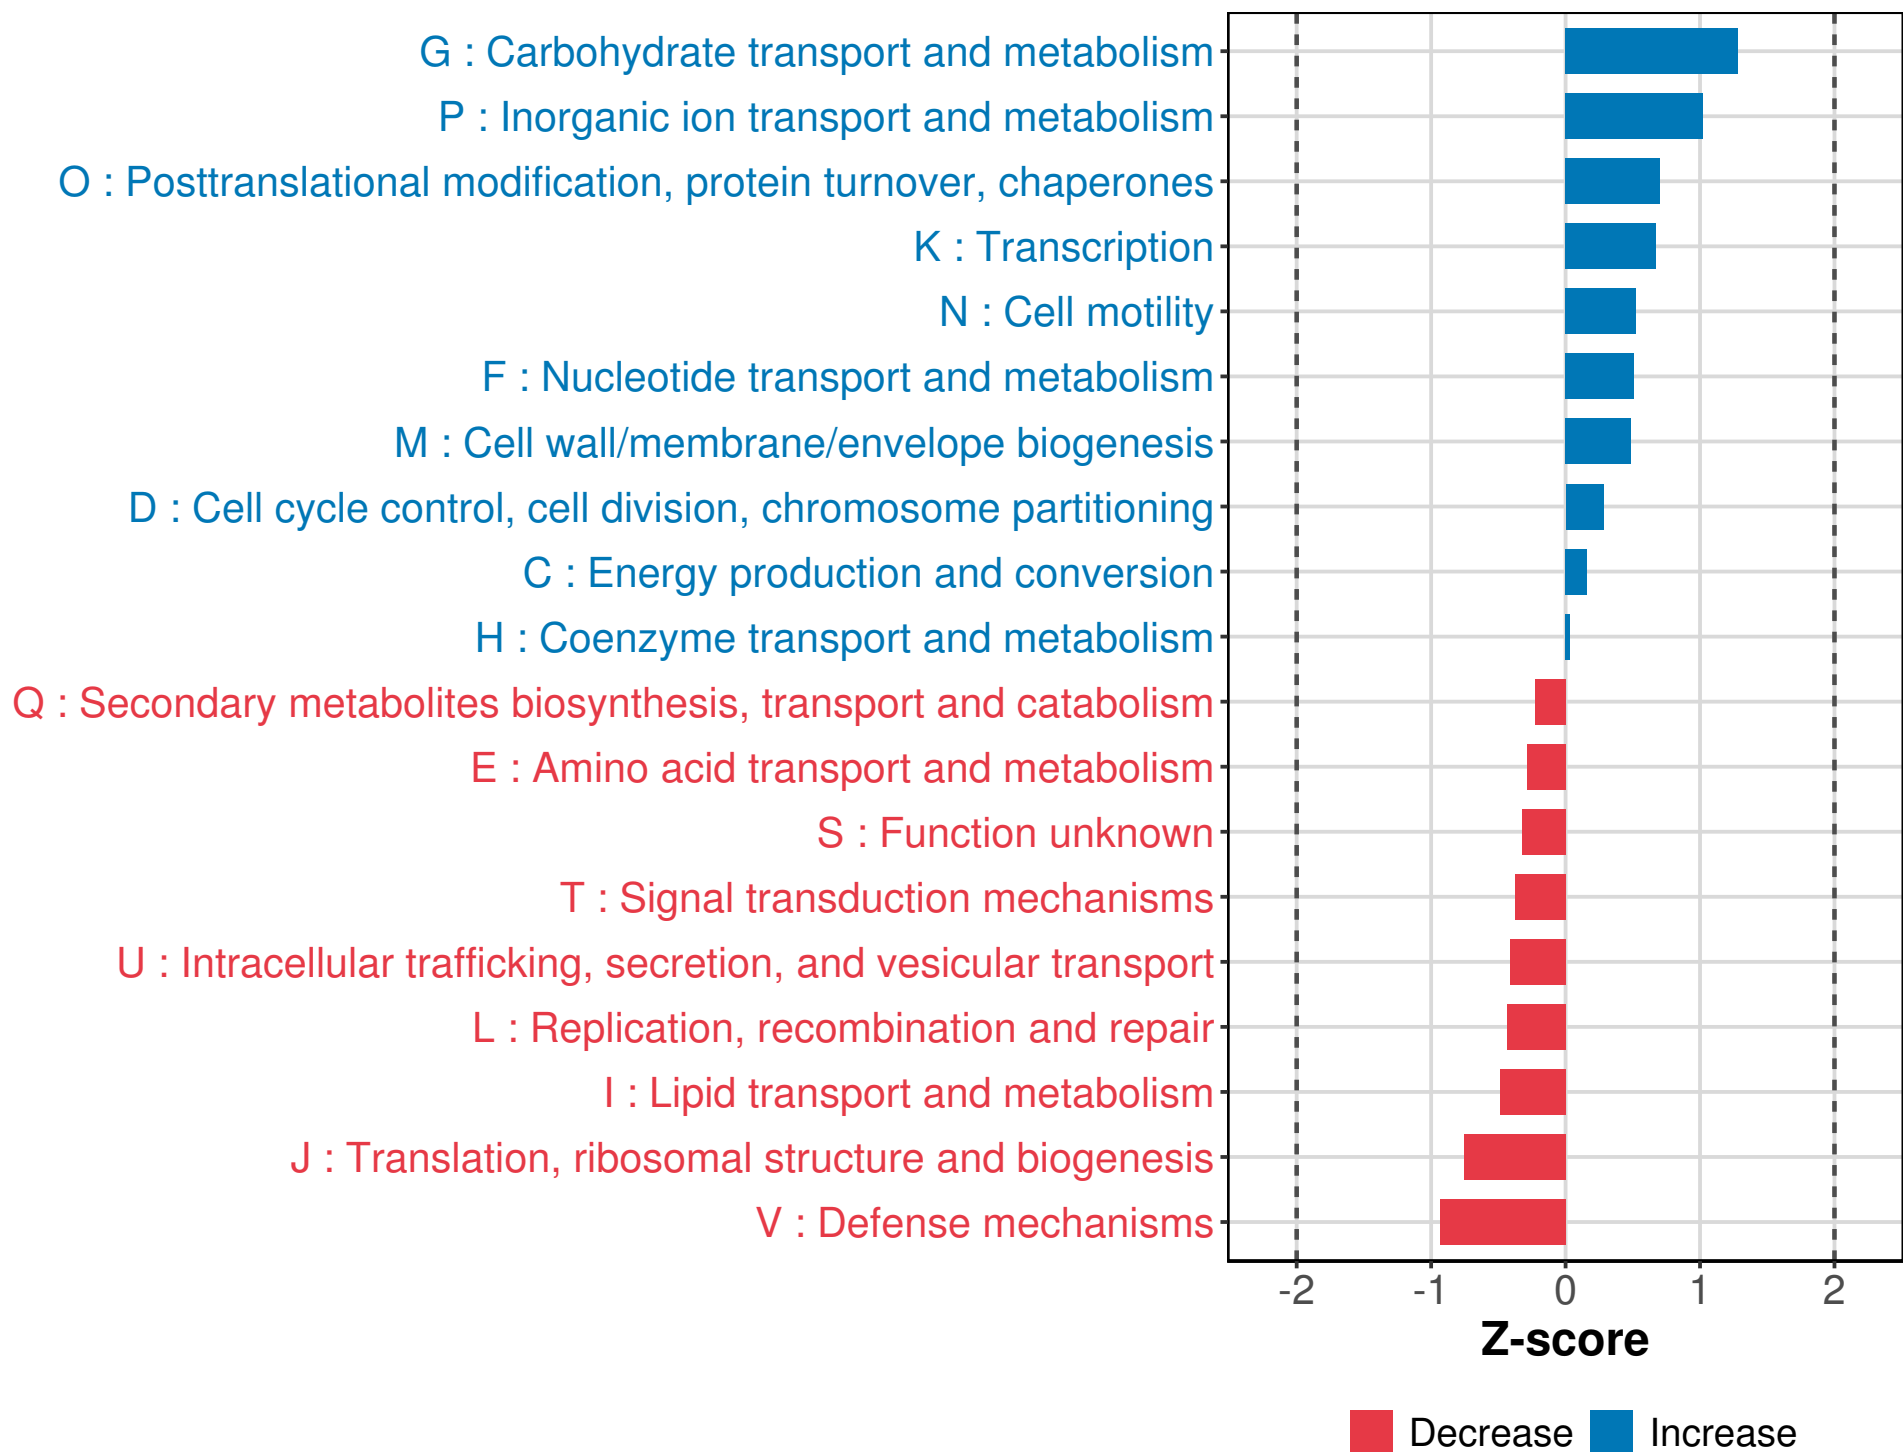 G : Carbohydrate transport and metabolism
P : Inorganic ion transport and metabolism
O : Posttranslational modification, protein turnover, chaperones
K : Transcription
N : Cell motility
F : Nucleotide transport and metabolism
M : Cell wall/membrane/envelope biogenesis
D : Cell cycle control, cell division, chromosome partitioning
C : Energy production and conversion
H : Coenzyme transport and metabolism
Q : Secondary metabolites biosynthesis, transport and catabolism
E : Amino acid transport and metabolism
S : Function unknown
T : Signal transduction mechanisms
U : Intracellular trafficking, secretion, and vesicular transport
L : Replication, recombination and repair
I : Lipid transport and metabolism
J : Translation, ribosomal structure and biogenesis
V : Defense mechanisms
-2 -1 0 1 2
Z-score
Decrease Increase